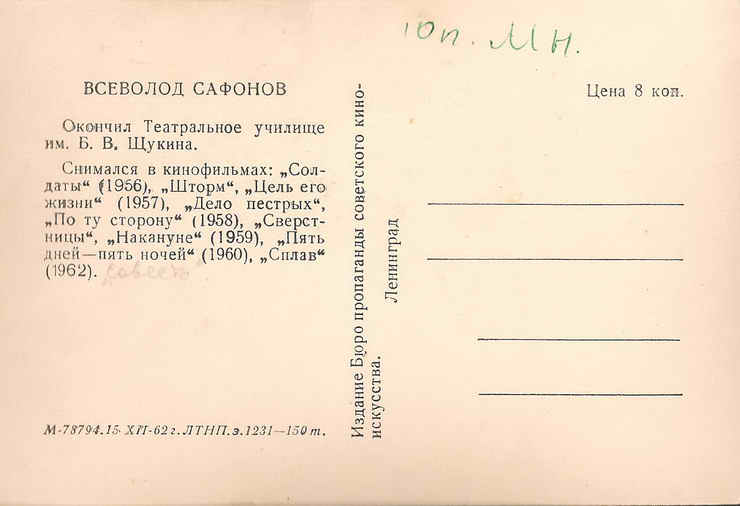 10п. МН.
ВСЕВОЛОД САФОНОВ
Окончил Театральное училище
им. Б. В. Щукина.
Снимался в кинофильмах: „Сол-
даты“ (1956), „Шторм“, „Цель его
жизни“ (1957), „Дело пестрых“,
„По ту сторону“ (1958), „Сверст-
ницы“, „Накануне“ (1959), „Пять
дней—пять ночей“ (1960), „Сплав“
(1962). „Совесть“
М-78794.15-XII-62 г. ЛТНП.з.1231—150 т.
Издание Бюро пропаганды советского кино-
искусства.
Ленинград
Цена 8 коп.